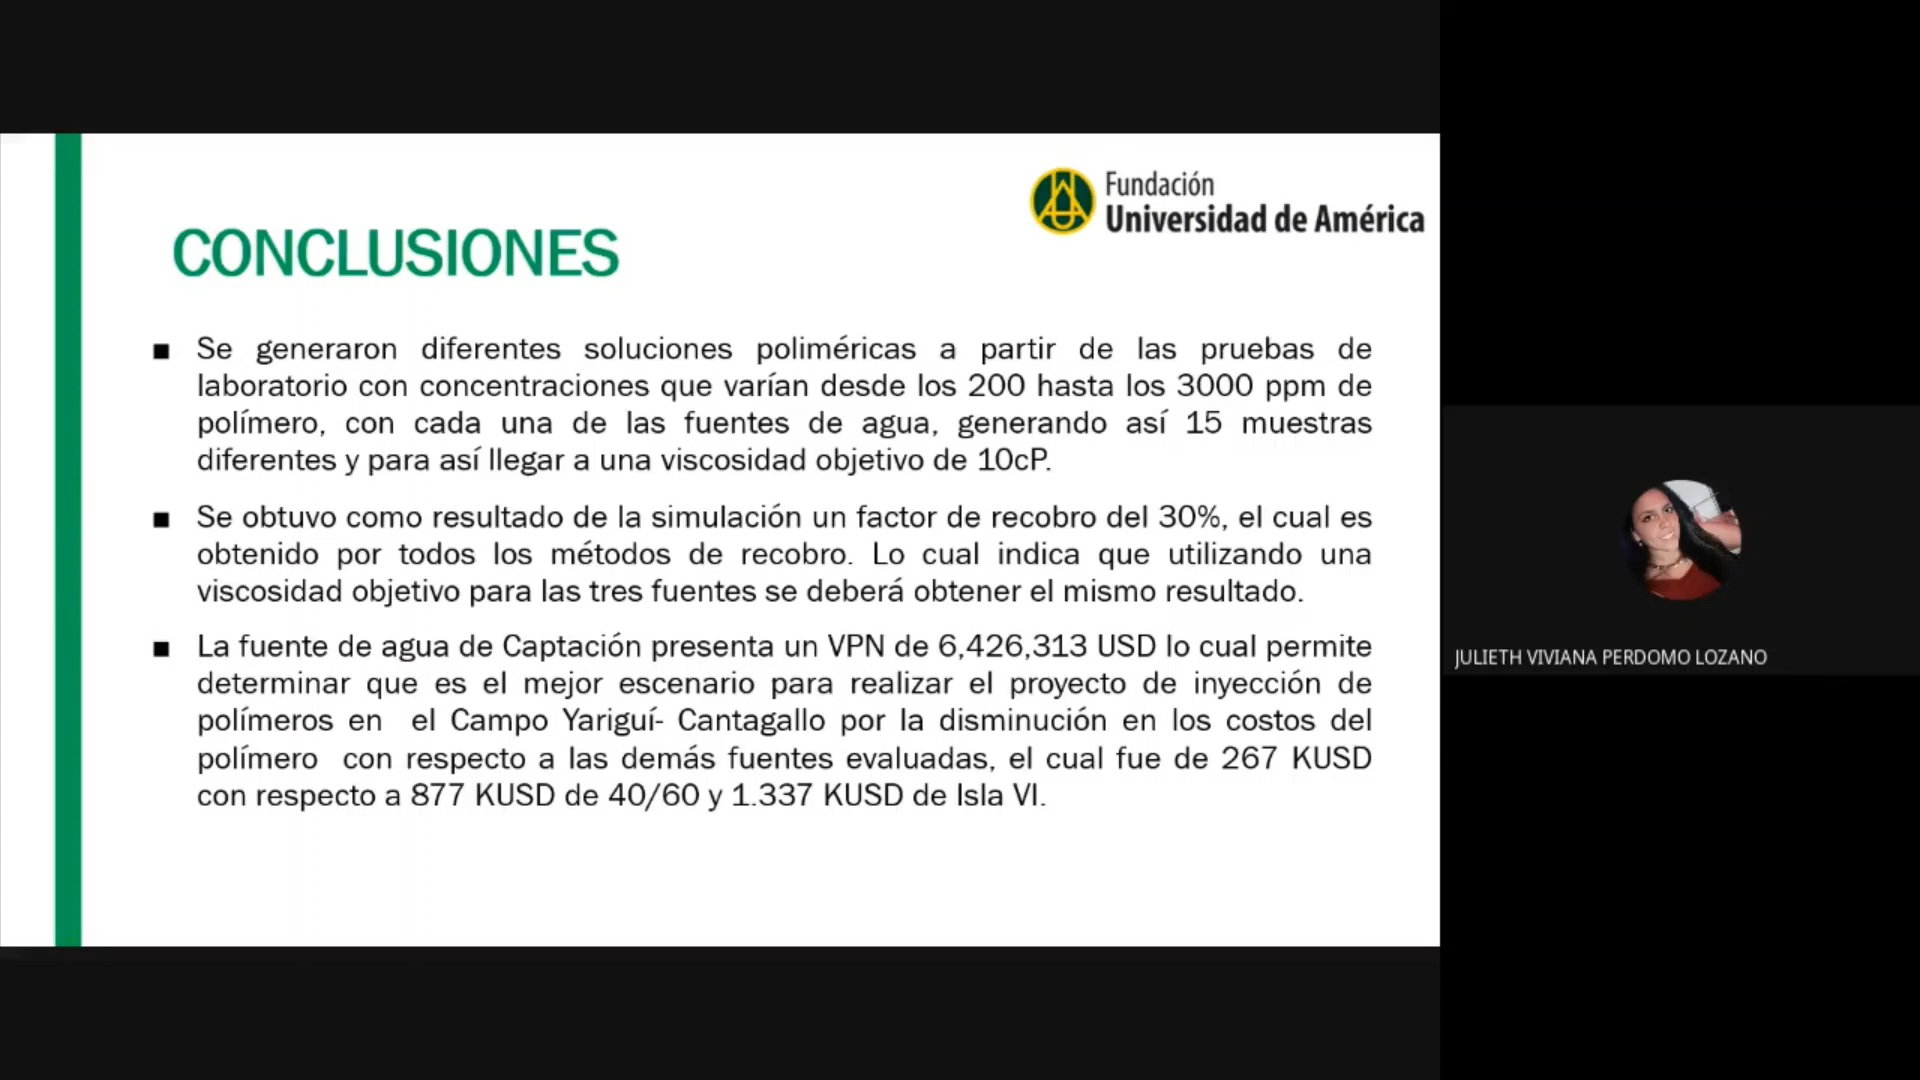 Fundación
Universidad de América
CONCLUSIONES
▪ Se generaron diferentes soluciones poliméricas a partir de las pruebas de
laboratorio con concentraciones que varían desde los 200 hasta los 3000 ppm de
polímero, con cada una de las fuentes de agua, generando así 15 muestras
diferentes y para así llegar a una viscosidad objetivo de 10cP.
▪ Se obtuvo como resultado de la simulación un factor de recobro del 30%, el cual es
obtenido por todos los métodos de recobro. Lo cual indica que utilizando una
viscosidad objetivo para las tres fuentes se deberá obtener el mismo resultado.
▪ La fuente de agua de Captación presenta un VPN de 6,426,313 USD lo cual permite
determinar que es el mejor escenario para realizar el proyecto de inyección de
polímeros en el Campo Yariguí- Cantagallo por la disminución en los costos del
polímero con respecto a las demás fuentes evaluadas, el cual fue de 267 KUSD
con respecto a 877 KUSD de 40/60 y 1.337 KUSD de Isla VI.
JULIETH VIVIANA PERDOMO LOZANO